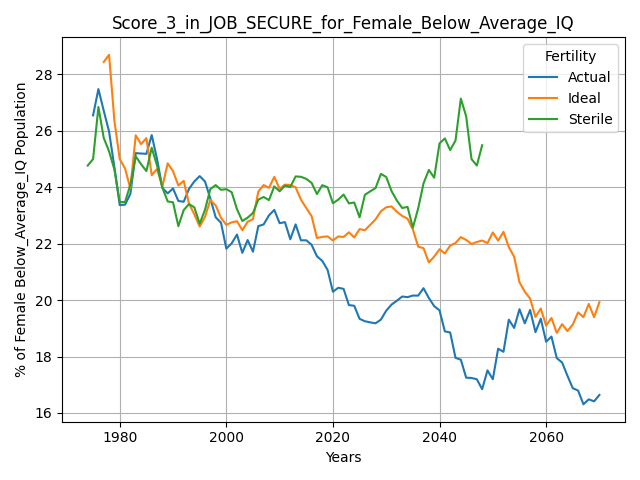 Score_3_in_JOB_SECURE_for_Female_Below_Average_IQ
% of Female Below_Average_IQ Population
28
26
24
22
20
18
16
Fertility
Actual
Ideal
Sterile
1980
2000
2020
2040
2060
Years